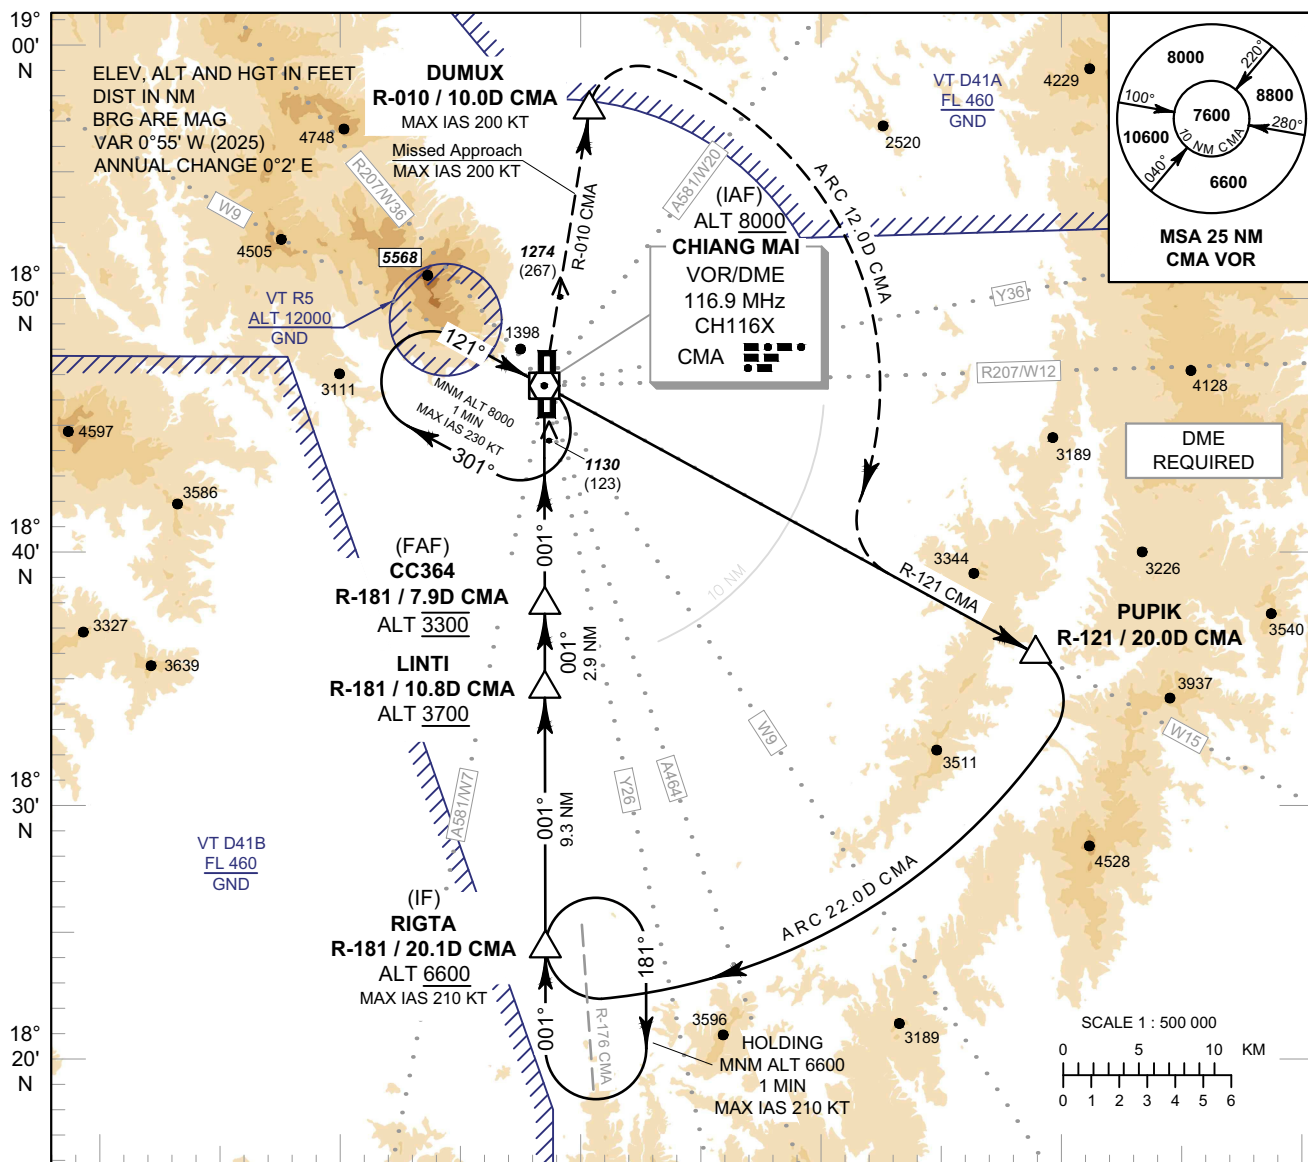 19°
00'
N
18°
50'
N
18°
40'
N
18°
30'
N
18°
20'
N
ELEV, ALT AND HGT IN FEET
DIST IN NM
BRG ARE MAG
VAR 0°55' W (2025)
ANNUAL CHANGE 0°2' E
DUMUX
R-010 / 10.0D CMA
MAX IAS 200 KT
Missed Approach
MAX IAS 200 KT
R-010 CMA
4748
R207/W36
W9
4505
5568
1274
(267)
VT R5
ALT 12000
GND
1398
3111
121°
MNM ALT 8000
1 MIN
MAX IAS 230 KT
301°
1130
(123)
A581/W20
(IAF)
ALT 8000
CHIANG MAI
VOR/DME
116.9 MHz
CH116X
CMA
ARC 12.0D CMA
VT D41A
FL 460
GND
4229
2520
8000
8800
7600
10600
6600
10 NM CMA
100°
220°
280°
040°
MSA 25 NM
CMA VOR
Y36
R207/W12
4128
3189
DME
REQUIRED
4597
3586
3327
3639
(FAF)
CC364
R-181 / 7.9D CMA
ALT 3300
001°
LINTI
R-181 / 10.8D CMA
ALT 3700
001°
2.9 NM
10 NM
3344
R-121 CMA
3226
3540
PUPIK
R-121 / 20.0D CMA
3937
W15
3511
4528
W9
A464
Y26
A581/W7
001°
9.3 NM
VT D41B
FL 460
GND
(IF)
RIGTA
R-181 / 20.1D CMA
ALT 6600
MAX IAS 210 KT
001°
181°
R-176 CMA
ARC 22.0D CMA
3596
3189
HOLDING
MNM ALT 6600
1 MIN
MAX IAS 210 KT
SCALE 1 : 500 000
0 5 10 KM
0 1 2 3 4 5 6